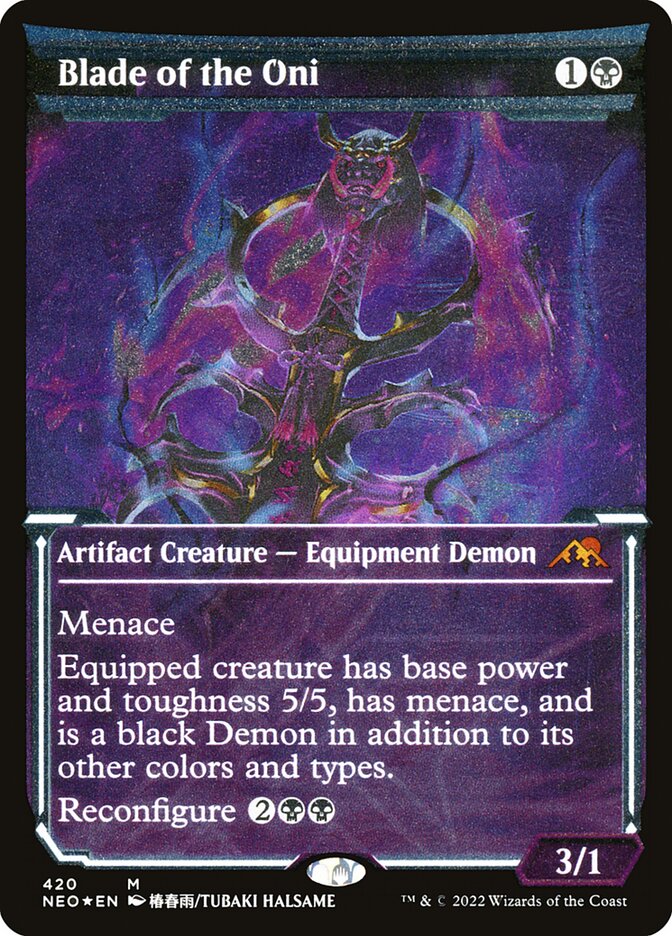 Blade of the Oni 1
Artifact Creature — Equipment Demon
Menace
Equipped creature has base power
and toughness 5/5, has menace, and
is a black Demon in addition to its
other colors and types.
Reconfigure 2
3/1
420 M
NEO★EN 椿春雨/TUBAKI HALSAME
™ & © 2022 Wizards of the Coast